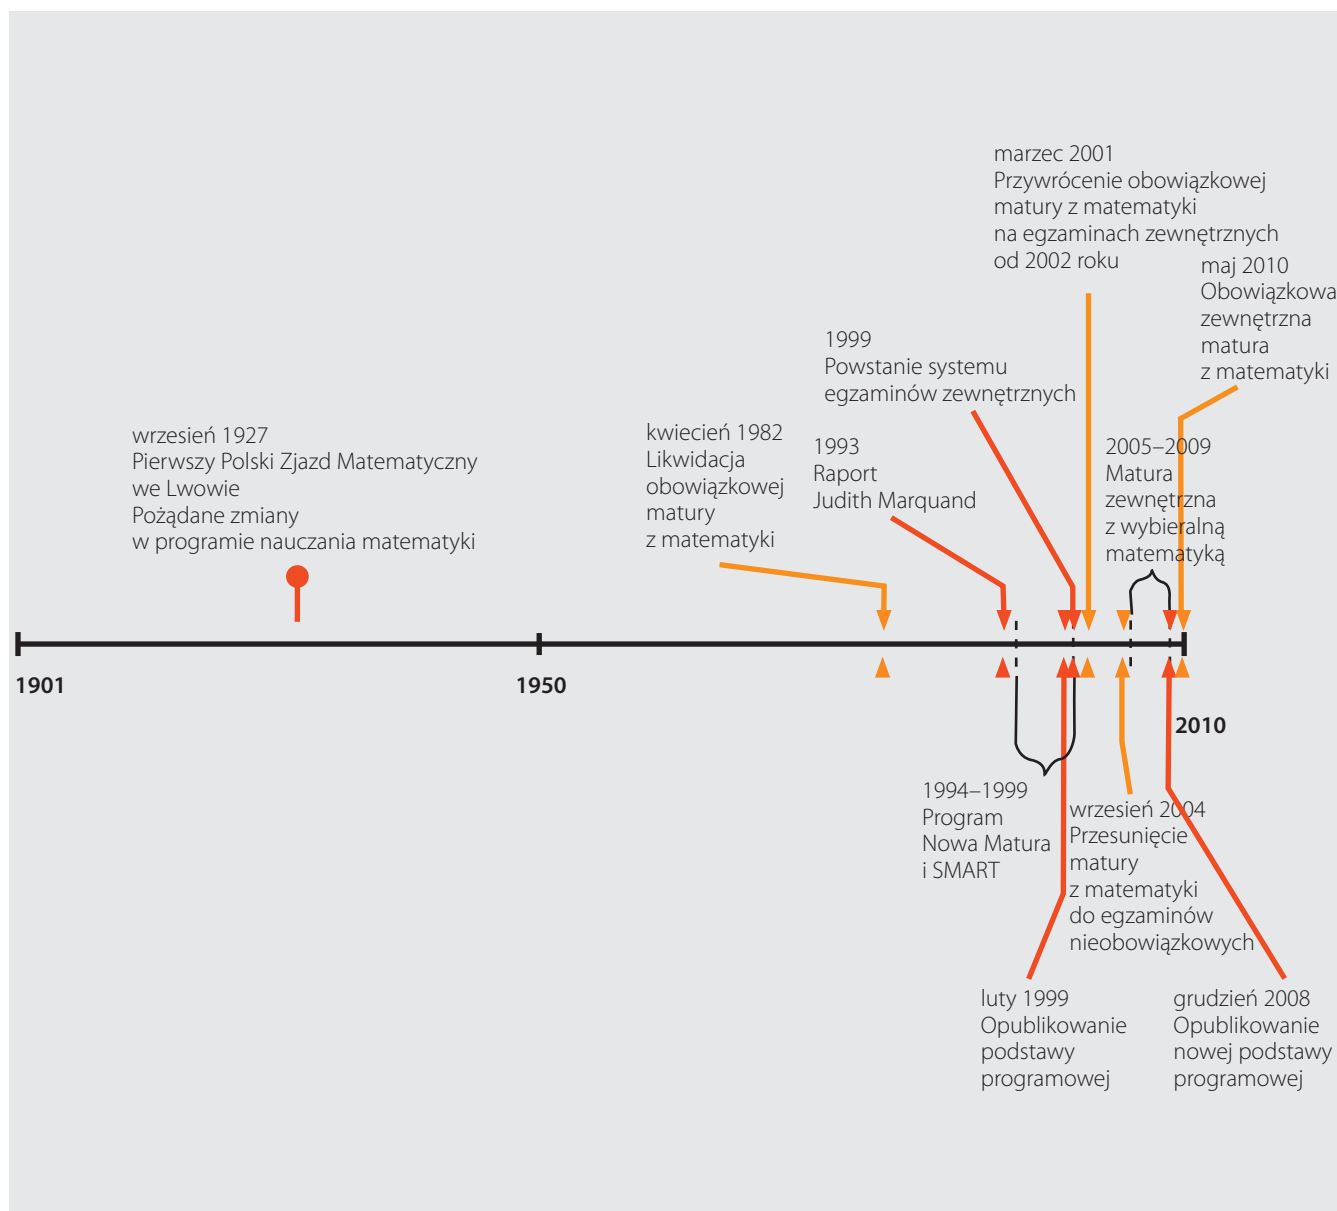 marzec 2001
Przywrócenie obowiązkowej
matury z matematyki
na egzaminach zewnętrznych
od 2002 roku
maj 2010
Obowiązkowa
zewnętrzna
matura
z matematyki
1999
Powstanie systemu
egzaminów zewnętrznych
wrzesień 1927
Pierwszy Polski Zjazd Matematyczny
we Lwowie
Pożądane zmiany
w programie nauczania matematyki
kwiecień 1982
Likwidacja
obowiązkowej
matury
z matematyki
1993
Raport
Judith Marquand
2005–2009
Matura
zewnętrzna
z wybieralną
matematyką
1901
1950
2010
1994–1999
Program
Nowa Matura
i SMART
wrzesień 2004
Przesunięcie
matury
z matematyki
do egzaminów
nieobowiązkowych
luty 1999
Opublikowanie
podstawy
programowej
grudzień 2008
Opublikowanie
nowej podstawy
programowej